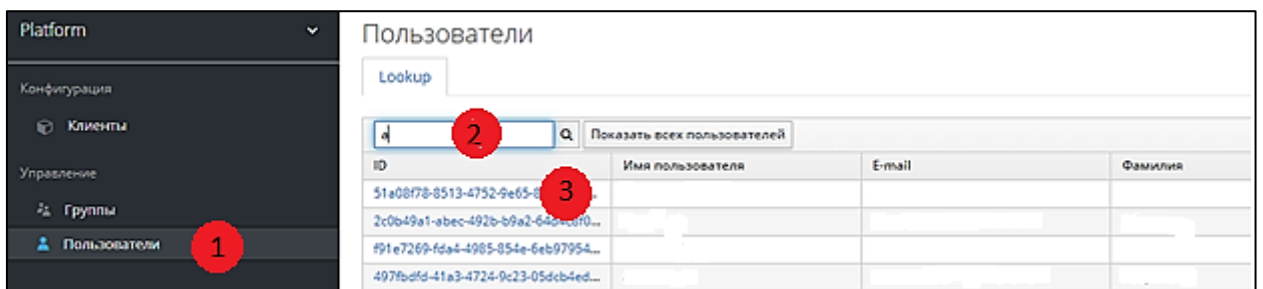 Platform
Конфигурация
Клиенты
Управление
Группы
Пользователи
1
Пользователи
Lookup
а 2 Показать всех пользователей
ID Имя пользователя E-mail Фамилия
51a08f78-8513-4752-9e65-8 ... 3
2c0b49a1-abec-492b-b9a2-
f91e7269-fda4-4985-854e-6eb97954...
497fbdfd-41a3-4724-9c23-05dcb4ed...